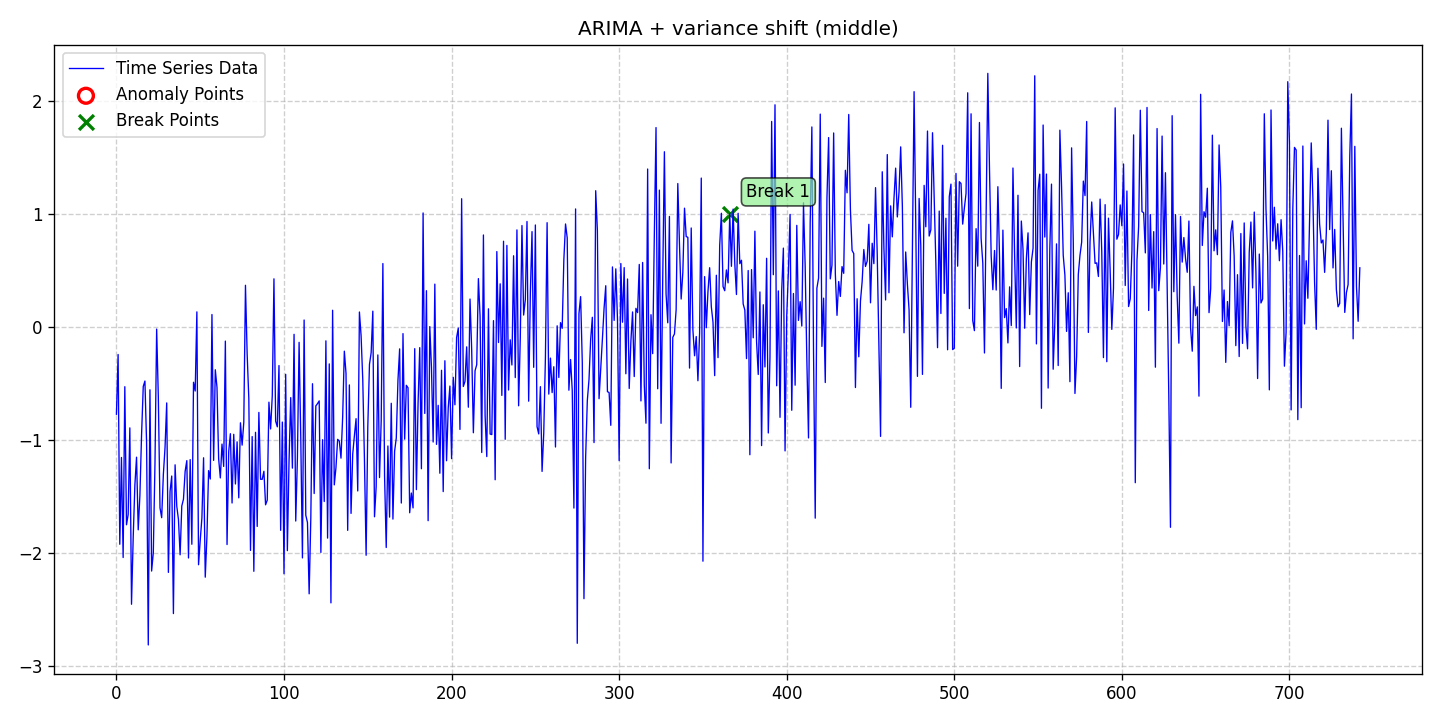 ARIMA + variance shift (middle)
Time Series Data
Anomaly Points
Break Points
Break 1
2
1
0
−1
−2
−3
0 100 200 300 400 500 600 700